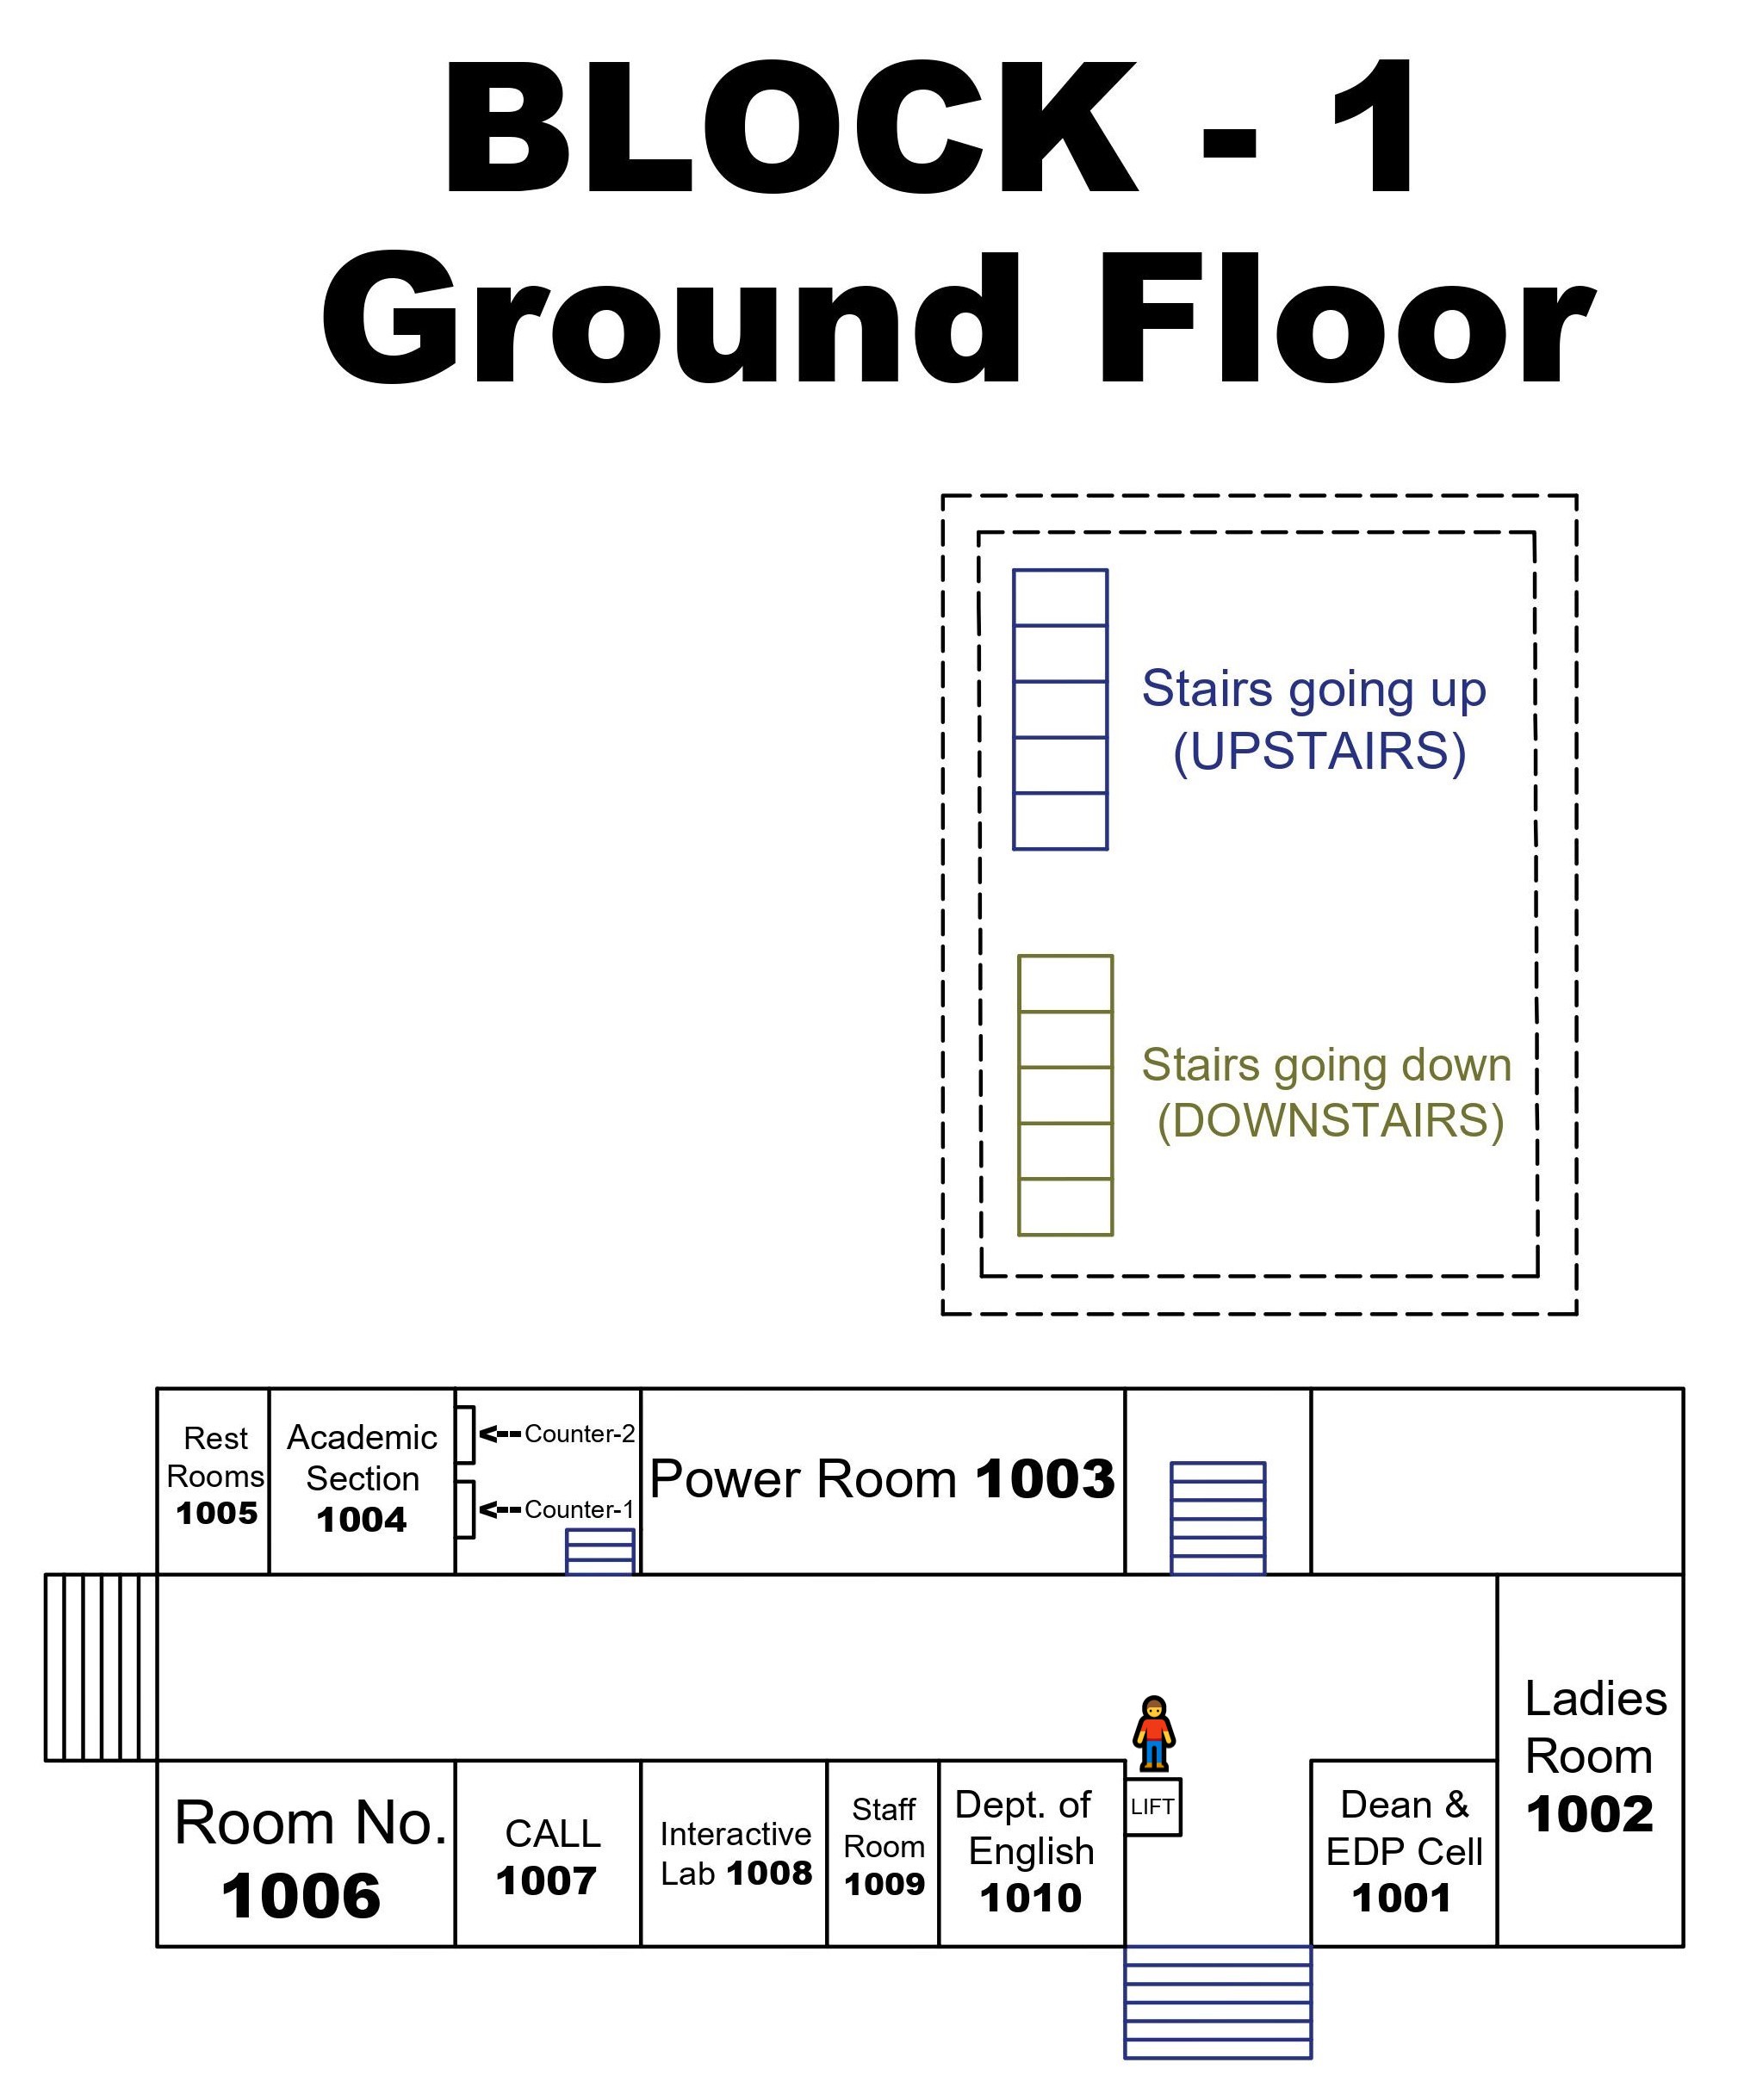 BLOCK - 1
Ground Floor
Stairs going up
(UPSTAIRS)
Stairs going down
(DOWNSTAIRS)
Rest
Rooms
1005
Academic
Section
1004
Counter-2
Counter-1
Power Room 1003
Ladies
Room
1002
Room No.
1006
CALL
1007
Interactive
Lab 1008
Staff
Room
1009
Dept. of
English
1010
LIFT
Dean &
EDP Cell
1001